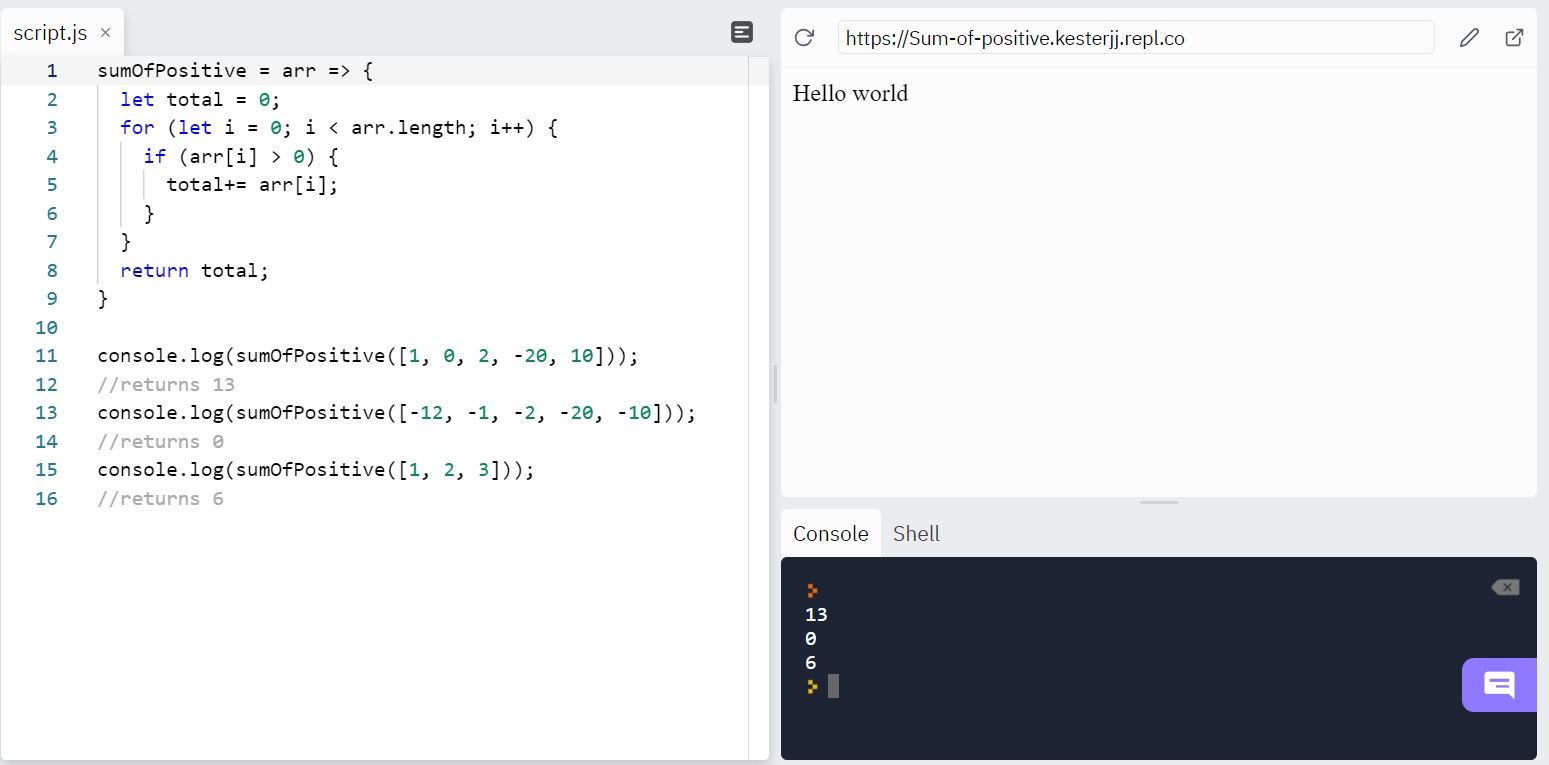 script.js ×
1 sumOfPositive = arr => {
2 let total = 0;
3 for (let i = 0; i < arr.length; i++) {
4 if (arr[i] > 0) {
5 total+= arr[i];
6 }
7 }
8 return total;
9 }
10
11 console.log(sumOfPositive([1, 0, 2, -20, 10]));
12 //returns 13
13 console.log(sumOfPositive([-12, -1, -2, -20, -10]));
14 //returns 0
15 console.log(sumOfPositive([1, 2, 3]));
16 //returns 6
https://Sum-of-positive.kesterjj.repl.co
Hello world
Console Shell
13
0
6